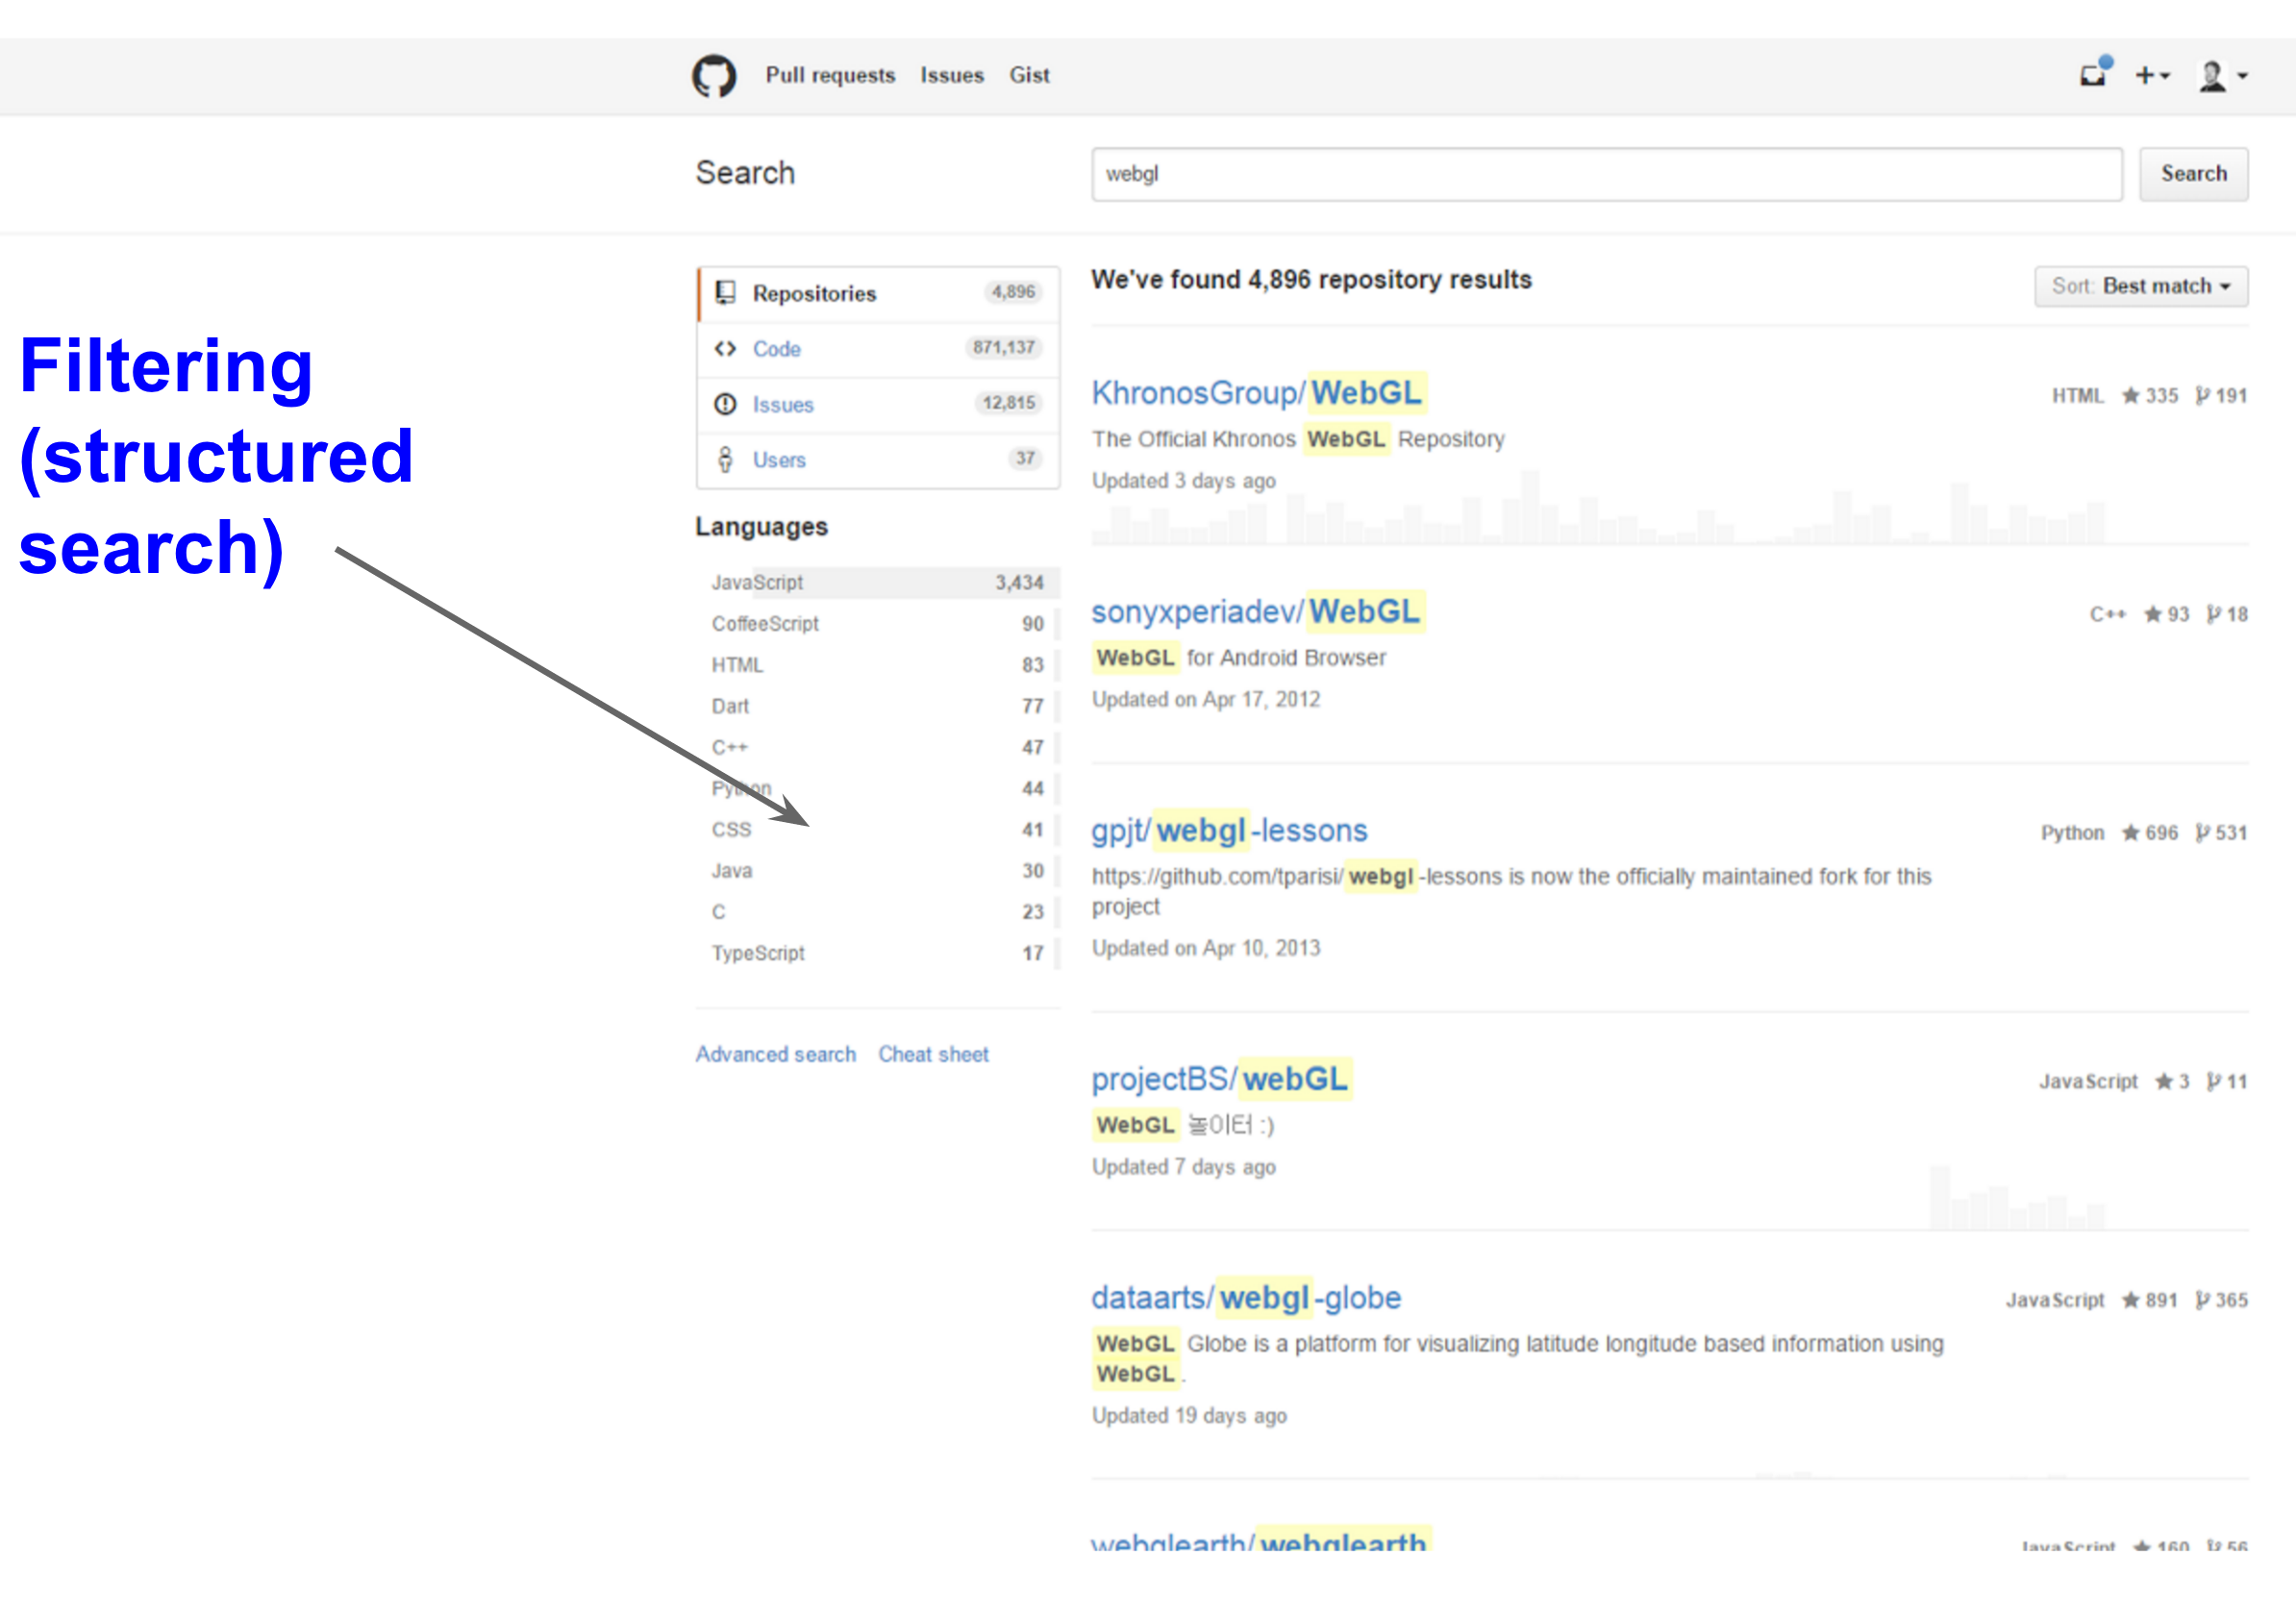 Pull requests Issues Gist
Search webgl Search
Filtering
(structured
search)
Repositories 4,896
Code 871,137
Issues 12,815
Users 37
Languages
JavaScript 3,434
CoffeeScript 90
HTML 83
Dart 77
C++ 47
Python 44
CSS 41
Java 30
C 23
TypeScript 17
Advanced search Cheat sheet
We've found 4,896 repository results
Sort: Best match
KhronosGroup/WebGL HTML 335 191
The Official Khronos WebGL Repository
Updated 3 days ago
sonyxperiadev/WebGL C++ 93 18
WebGL for Android Browser
Updated on Apr 17, 2012
gpjt/webgl-lessons Python 696 531
https://github.com/tparisi/webgl-lessons is now the officially maintained fork for this
project
Updated on Apr 10, 2013
projectBS/webGL JavaScript 3 11
WebGL 놀이터 :)
Updated 7 days ago
dataarts/webgl-globe JavaScript 891 365
WebGL Globe is a platform for visualizing latitude longitude based information using
WebGL.
Updated 19 days ago
webglearth/webglearth JavaScript 160 56